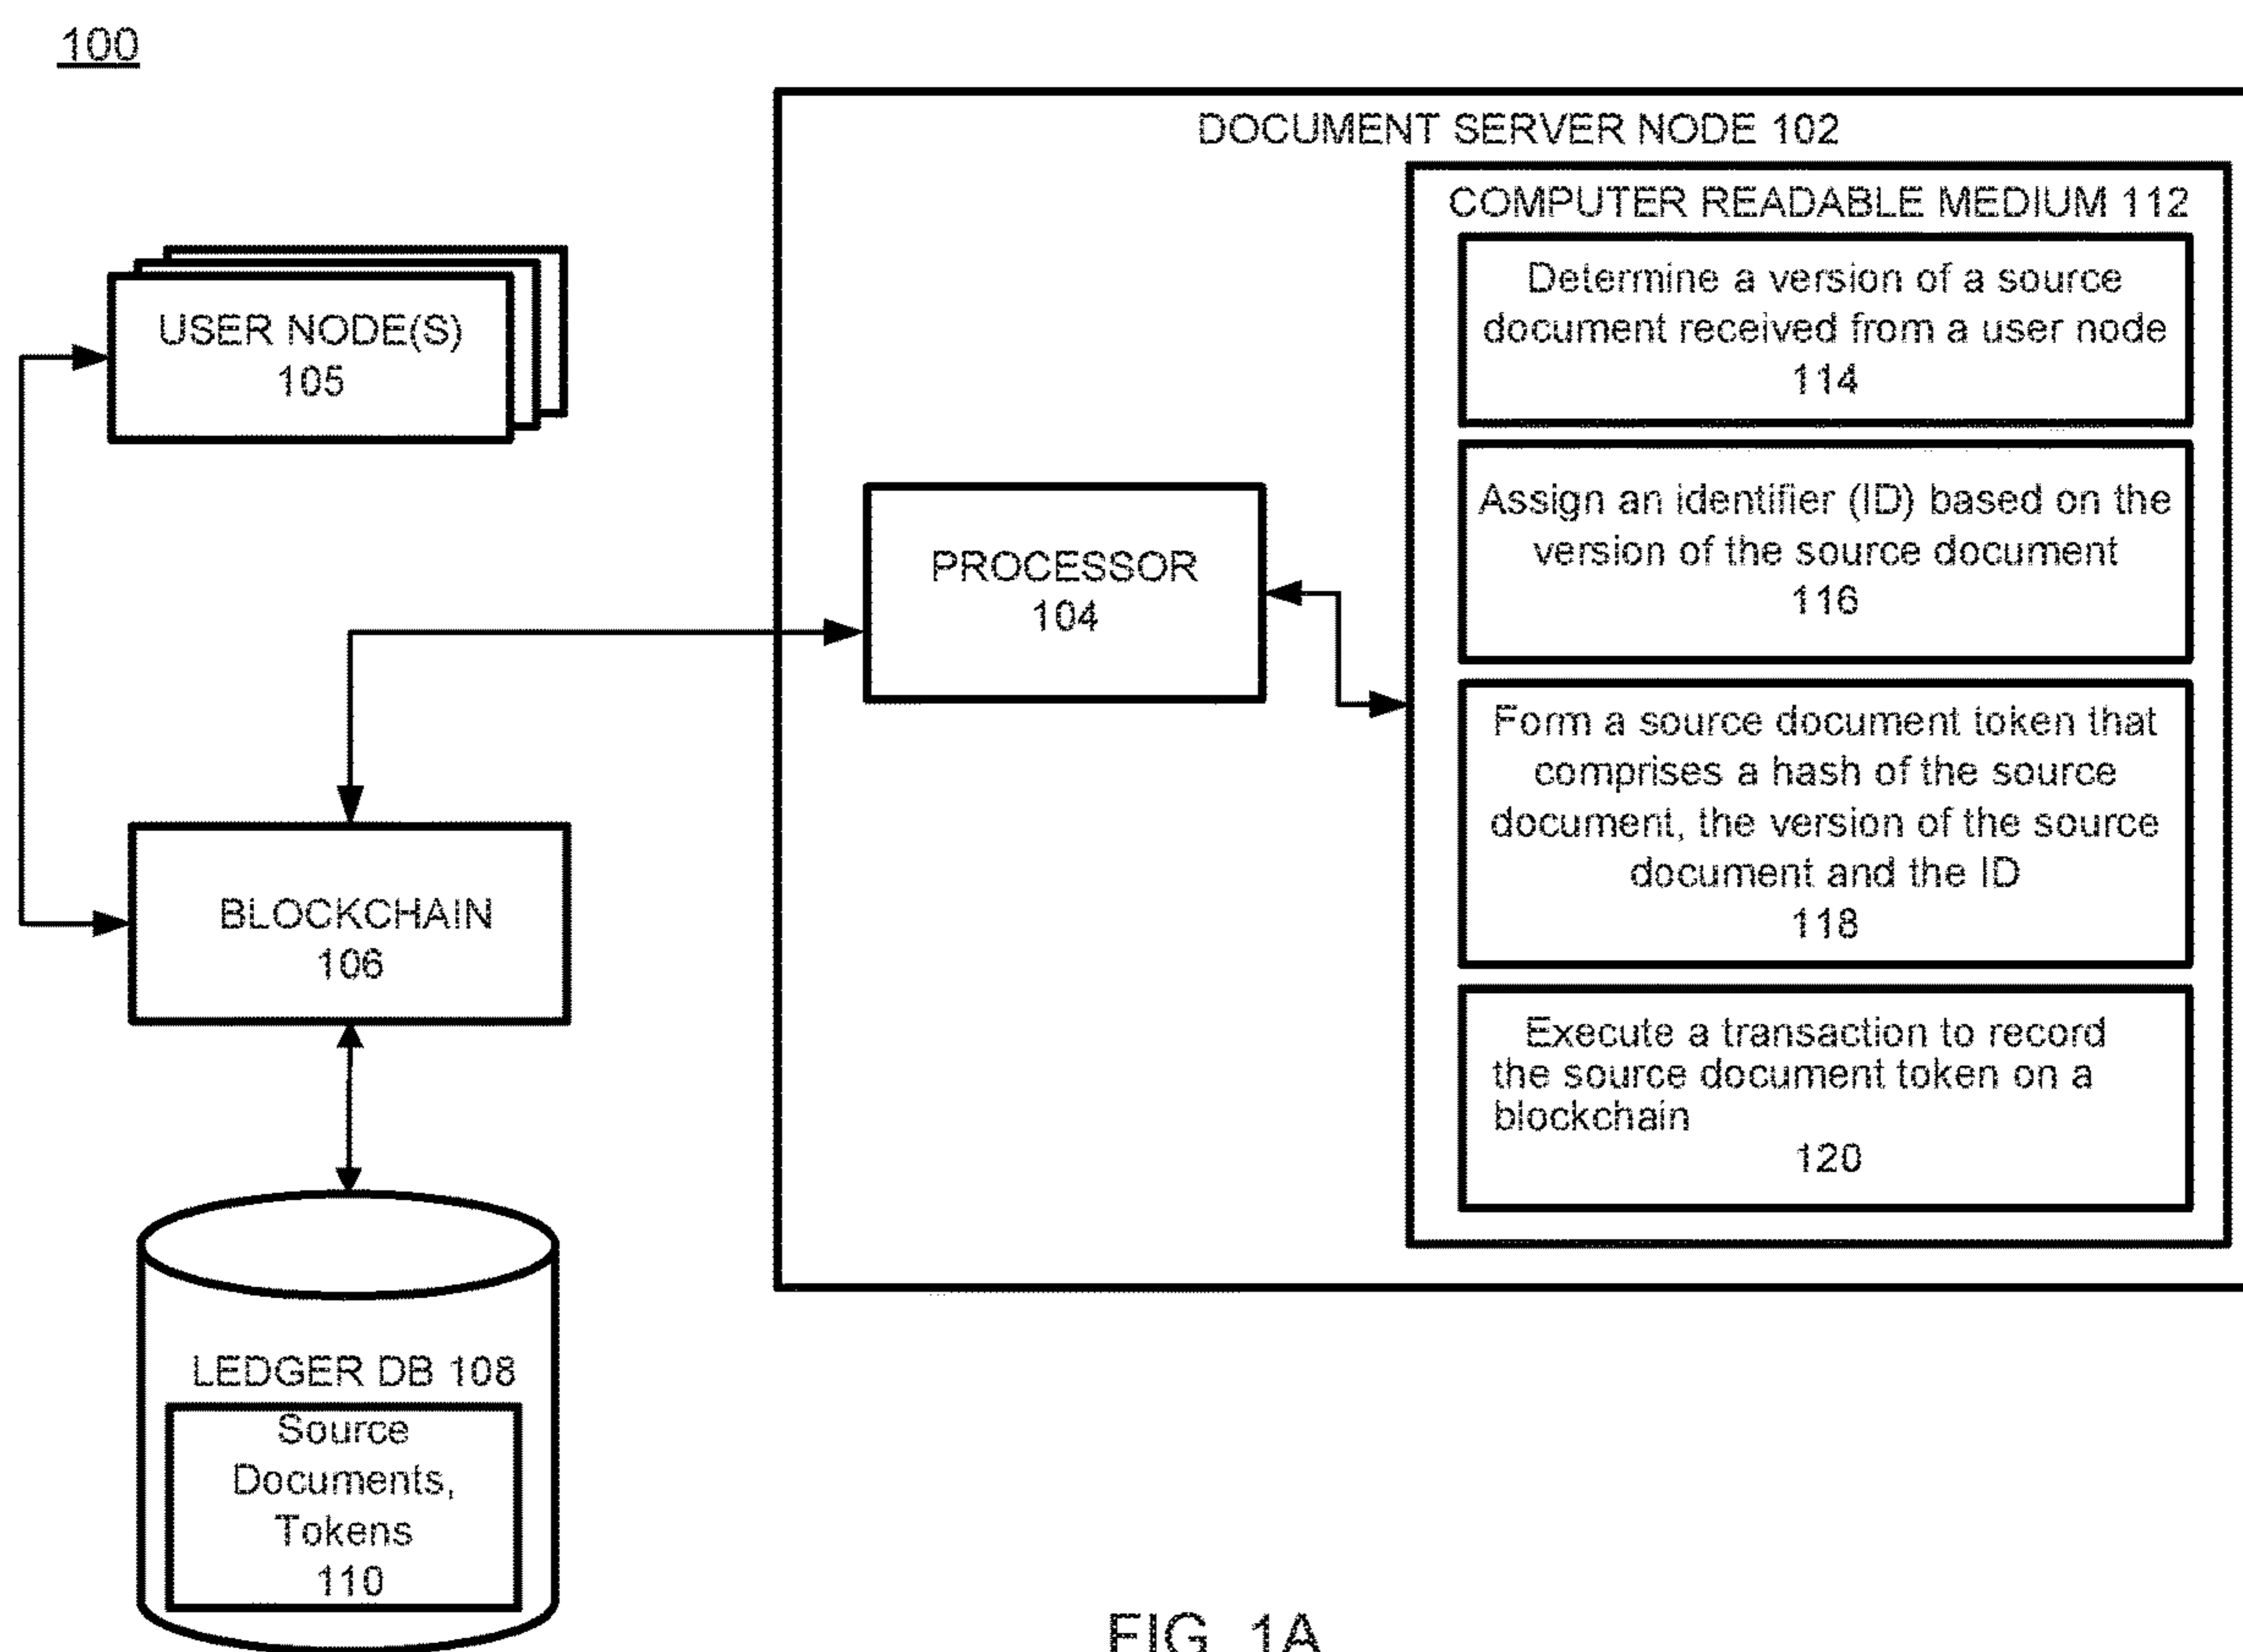 100
DOCUMENT SERVER NODE 102
COMPUTER READABLE MEDIUM 112
Determine a version of a source
document received from a user node
114
Assign an identifier (ID) based on the
version of the source document
116
Form a source document token that
comprises a hash of the source
document, the version of the source
document and the ID
118
Execute a transaction to record
the source document token on a
blockchain
120
USER NODE(S)
105
PROCESSOR
104
BLOCKCHAIN
106
LEDGER DB 108
Source
Documents,
Tokens
110
FIG. 1A